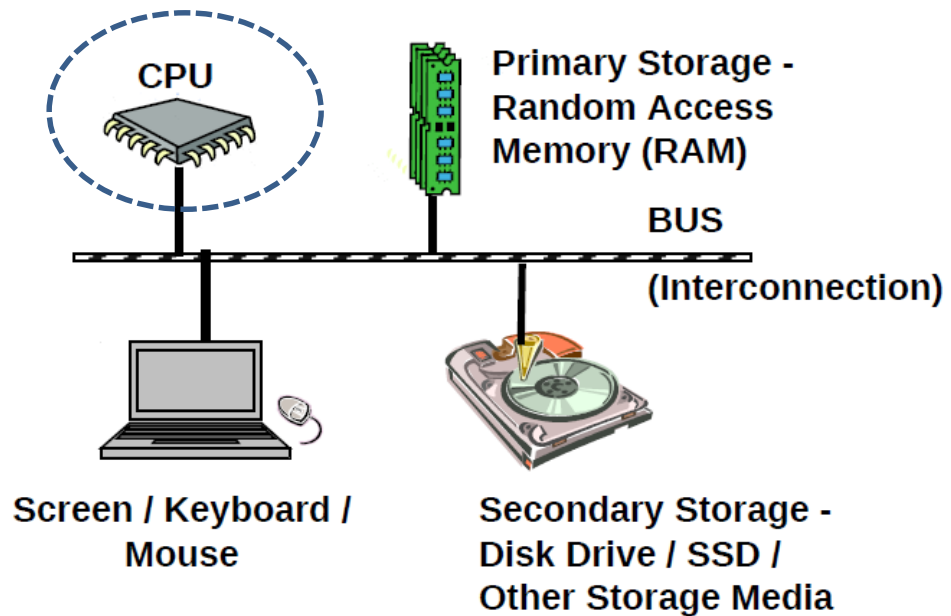 CPU
Primary Storage -
Random Access
Memory (RAM)
BUS
(Interconnection)
Screen / Keyboard /
Mouse
Secondary Storage -
Disk Drive / SSD /
Other Storage Media